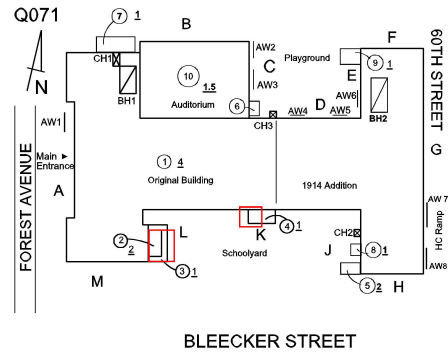 Q071
N
7 1
B
F
CH1
BH1
AW2
C
AW3
Playground
9 1
E
10
1.5
Auditorium
6
CH3
AW4
D
AW5
AW6
BH2
60TH STREET
G
AW1
Main
Entrance
A
1 4
Original Building
1914 Addition
FOREST AVENUE
AW7
HC Ramp
AW8
L
K
4 1
2
2
3 1
Schoolyard
CH2
J
8 1
5 2
M
H
BLEECKER STREET